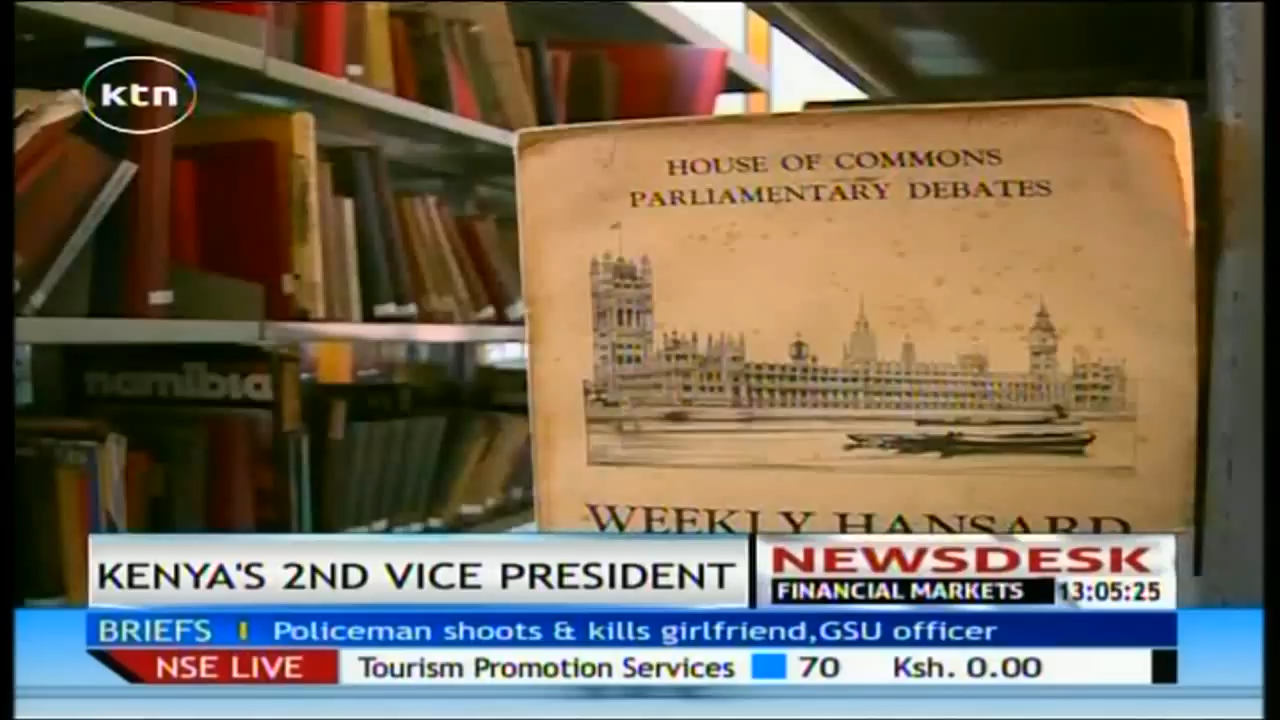 ktn
HOUSE OF COMMONS
PARLIAMENTARY DEBATES
namibia
WEEKLY HANSARD
KENYA'S 2ND VICE PRESIDENT
NEWSDESK
FINANCIAL MARKETS 13:05:25
BRIEFS I Policeman shoots & kills girlfriend,GSU officer
NSE LIVE Tourism Promotion Services 70 Ksh. 0.00